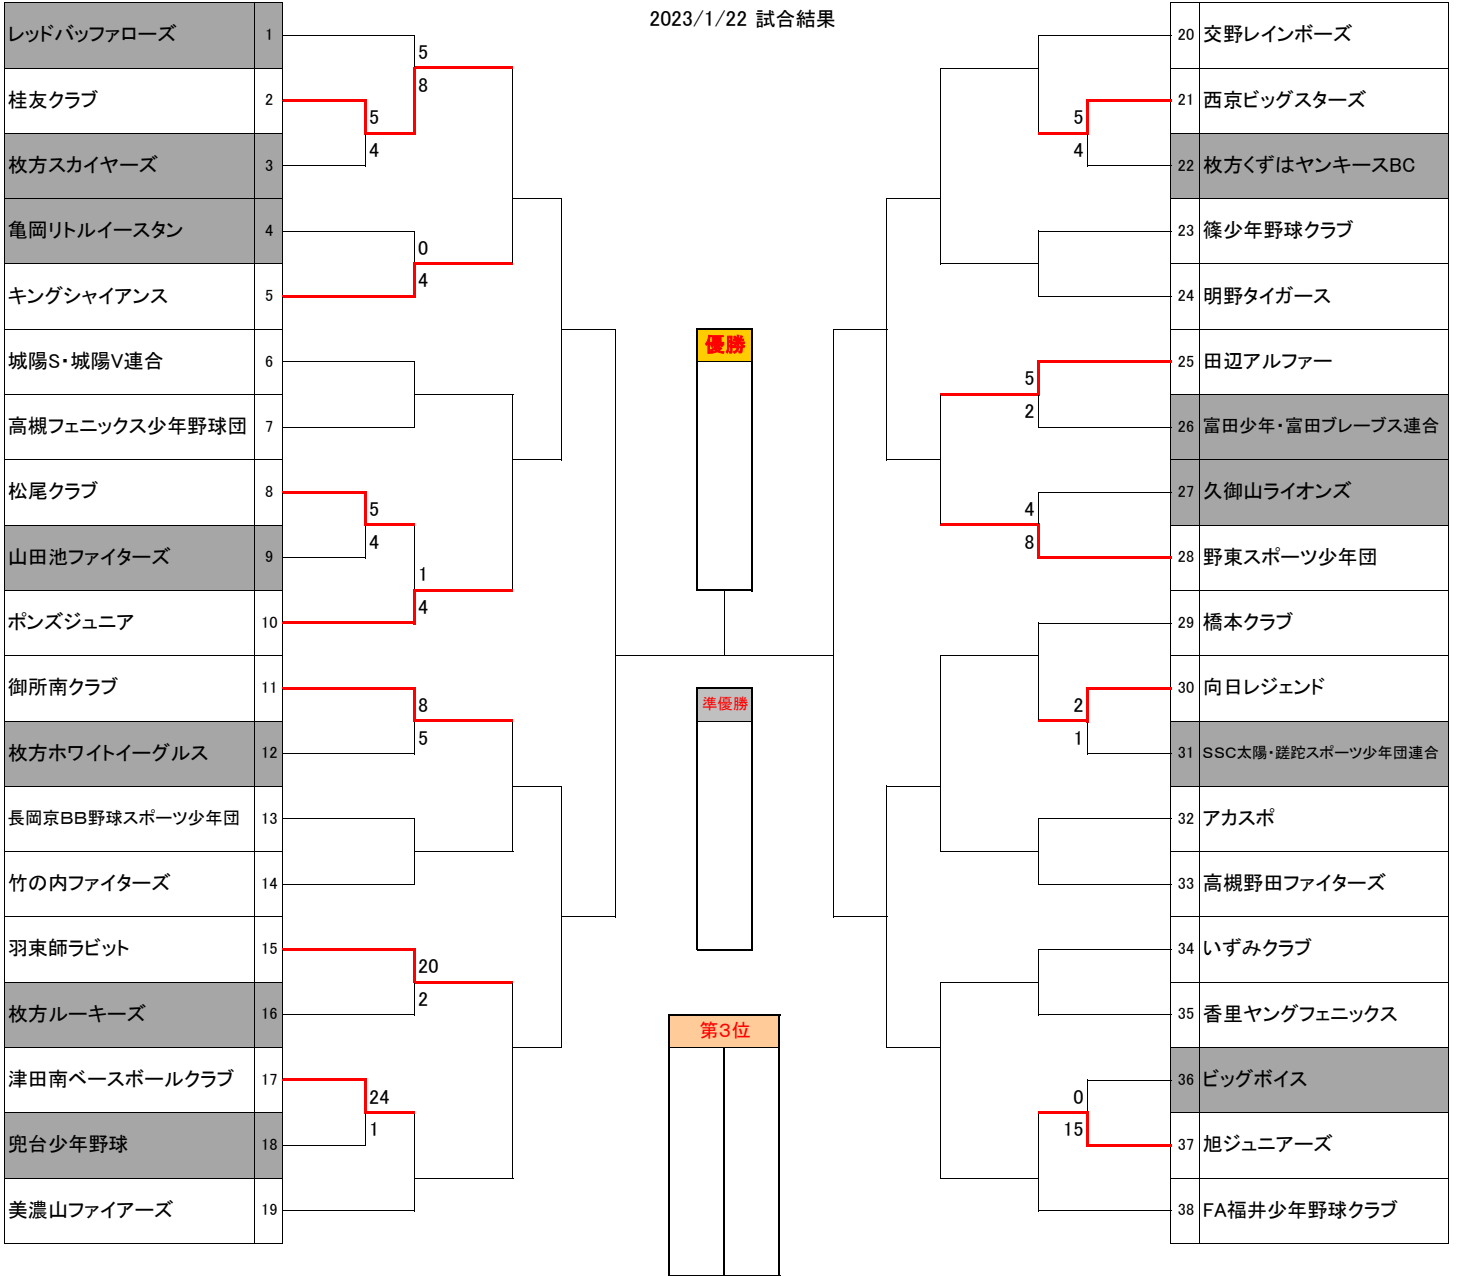 2023/1/22 試合結果
レッドバッファローズ 1
5
8
桂友クラブ 2
5
4
枚方スカイヤーズ 3
亀岡リトルイースタン 4
0
4
キングシャイアンス 5
城陽S・城陽V連合 6
高槻フェニックス少年野球団 7
松尾クラブ 8
5
4
山田池ファイターズ 9
1
4
ポンズジュニア 10
御所南クラブ 11
8
5
枚方ホワイトイーグルス 12
長岡京BB野球スポーツ少年団 13
竹の内ファイターズ 14
羽束師ラビット 15
20
2
枚方ルーキーズ 16
津田南ベースボールクラブ 17
24
1
兜台少年野球 18
美濃山ファイアーズ 19
優勝
準優勝
第3位
20 交野レインボーズ
21 西京ビッグスターズ
5
4
22 枚方くずはヤンキースBC
23 篠少年野球クラブ
24 明野タイガース
25 田辺アルファー
5
2
26 富田少年・富田ブレーブス連合
27 久御山ライオンズ
4
8
28 野東スポーツ少年団
29 橋本クラブ
30 向日レジェンド
2
1
31 SSC太陽・蹉跎スポーツ少年団連合
32 アカスポ
33 高槻野田ファイターズ
34 いずみクラブ
35 香里ヤングフェニックス
36 ビッグボイス
0
15
37 旭ジュニアーズ
38 FA福井少年野球クラブ